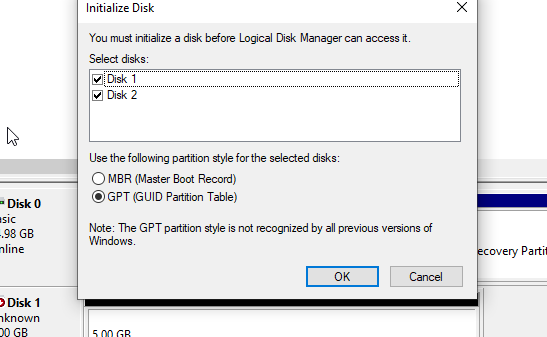 Initialize Disk
You must initialize a disk before Logical Disk Manager can access it.
Select disks:
Disk 1
Disk 2
Use the following partition style for the selected disks:
MBR (Master Boot Record)
GPT (GUID Partition Table)
Note: The GPT partition style is not recognized by all previous versions of
Windows.
OK
Cancel
Disk 0
asic
4.98 GB
nline
ecovery Partit
Disk 1
nknown
00 GB
5.00 GB